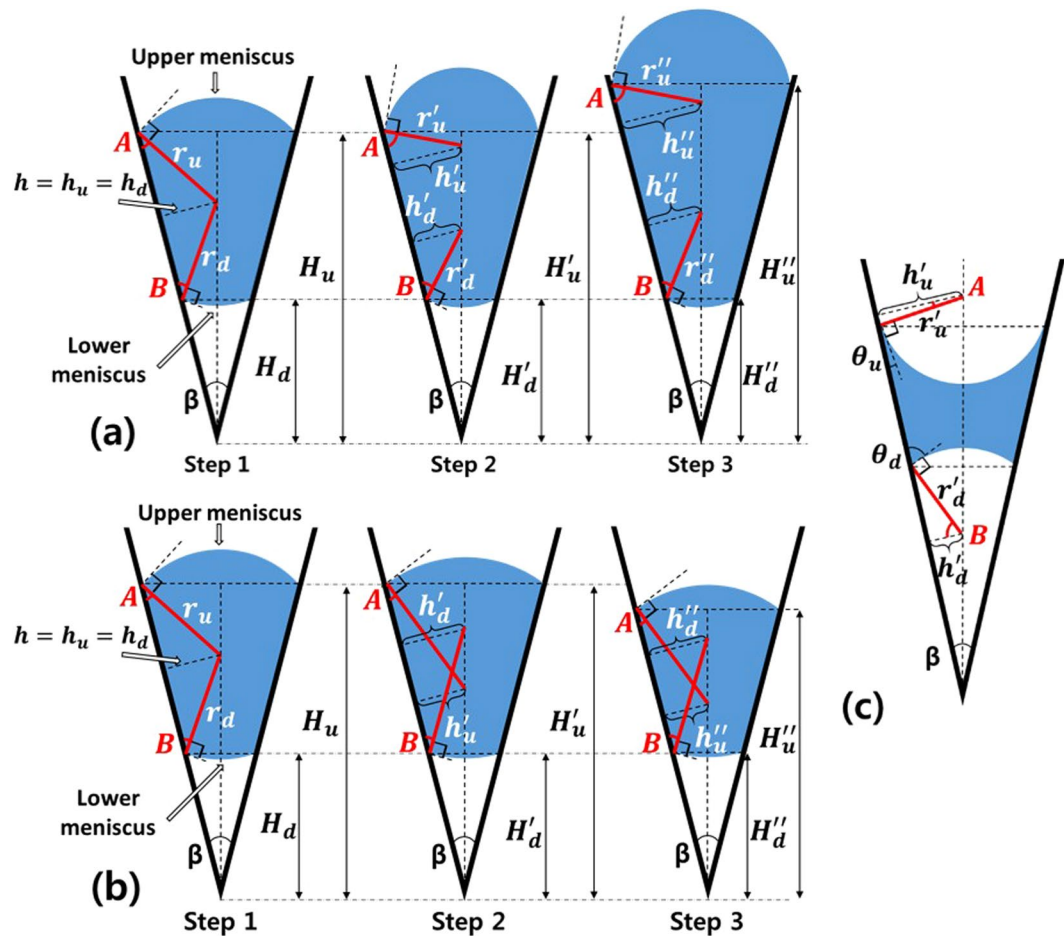 Upper meniscus
A
r_u
h = h_u = h_d
r_d
B
Lower
meniscus
β
H_u
H_d
(a)
Step 1
A
r'_u
h'_u
h'_d
r'_d
B
β
H'_u
H'_d
Step 2
A
r''_u
h''_u
h''_d
r''_d
B
β
H''_u
H''_d
Step 3
Upper meniscus
A
r_u
h = h_u = h_d
r_d
B
Lower
meniscus
β
H_u
H_d
(b)
Step 1
A
h'_d
h'_u
B
β
H'_u
H'_d
Step 2
A
h''_d
h''_u
B
β
H''_u
H''_d
Step 3
h'_u
A
r'_u
θ_u
θ_d
r'_d
B
h'_d
β
(c)